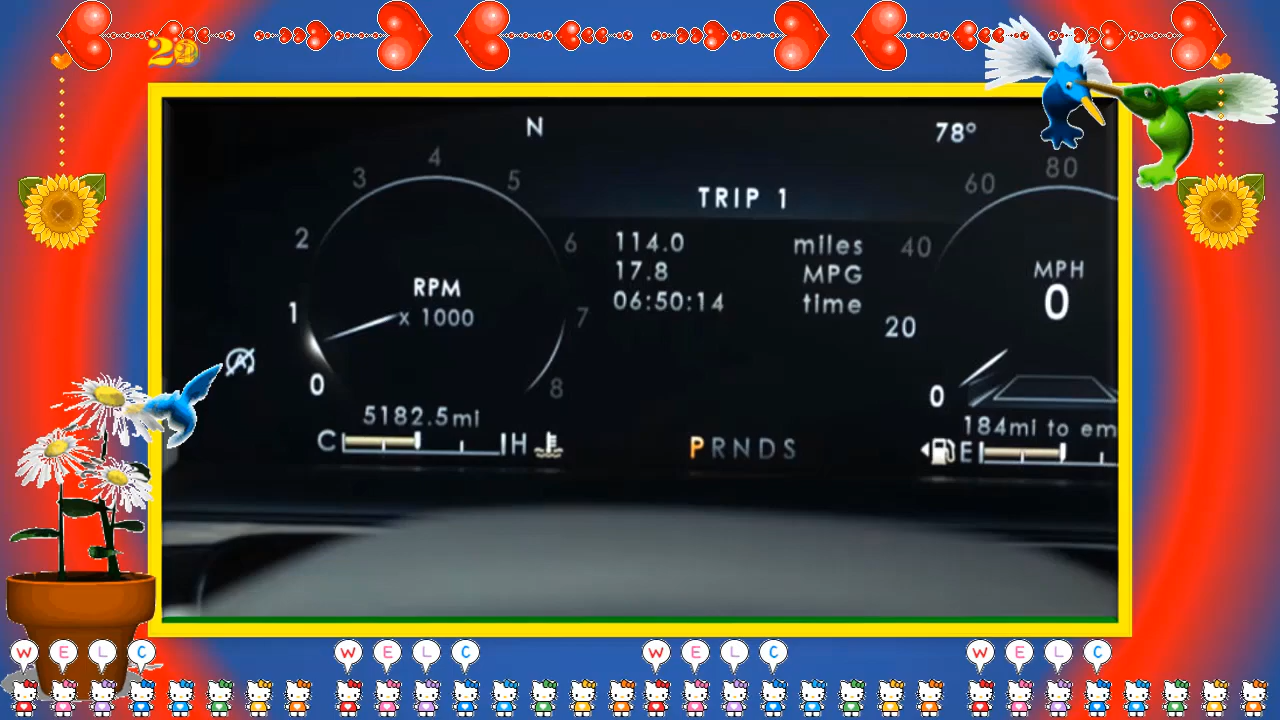 20
N
78°
TRIP 1
114.0 miles
17.8 MPG
06:50:14 time
0 1 2 3 4 5 6 7 8
RPM
x 1000
0 20 40 60 80
MPH
0
5182.5mi
C H
PRNDS
184mi to em
E
W E L C W E L C W E L C W E L C